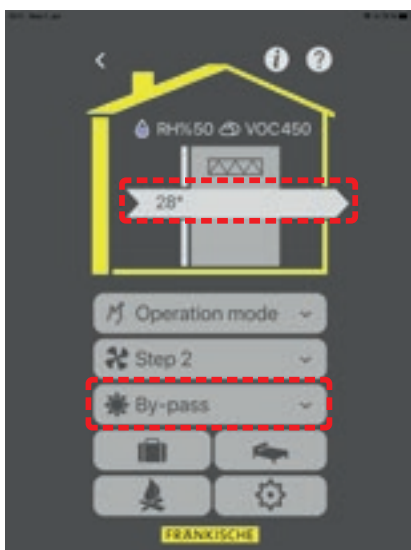 RH%50 VOC450
28°
Operation mode
Step 2
By-pass
FRÄNKISCHE